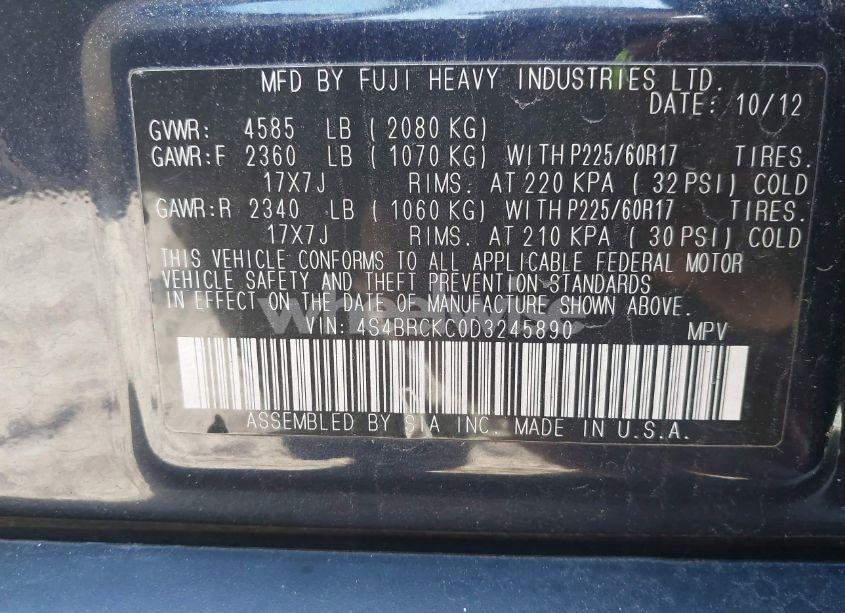 MFD BY FUJI HEAVY INDUSTRIES LTD.
DATE: 10/12
GVWR: 4585 LB ( 2080 KG)
GAWR:F 2360 LB ( 1070 KG) WITH P225/60R17 TIRES.
17X7J RIMS. AT 220 KPA ( 32 PSI) COLD
GAWR:R 2340 LB ( 1060 KG) WITH P225/60R17 TIRES.
17X7J RIMS. AT 210 KPA ( 30 PSI) COLD
THIS VEHICLE CONFORMS TO ALL APPLICABLE FEDERAL MOTOR
VEHICLE SAFETY AND THEFT PREVENTION-STANDARDS
IN EFFECT ON THE DATE OF MANUFACTURE SHOWN ABOVE.
wheelwise
VIN: 4S4BRCKC0D3245890 MPV
ASSEMBLED BY SIA INC. MADE IN U.S.A.